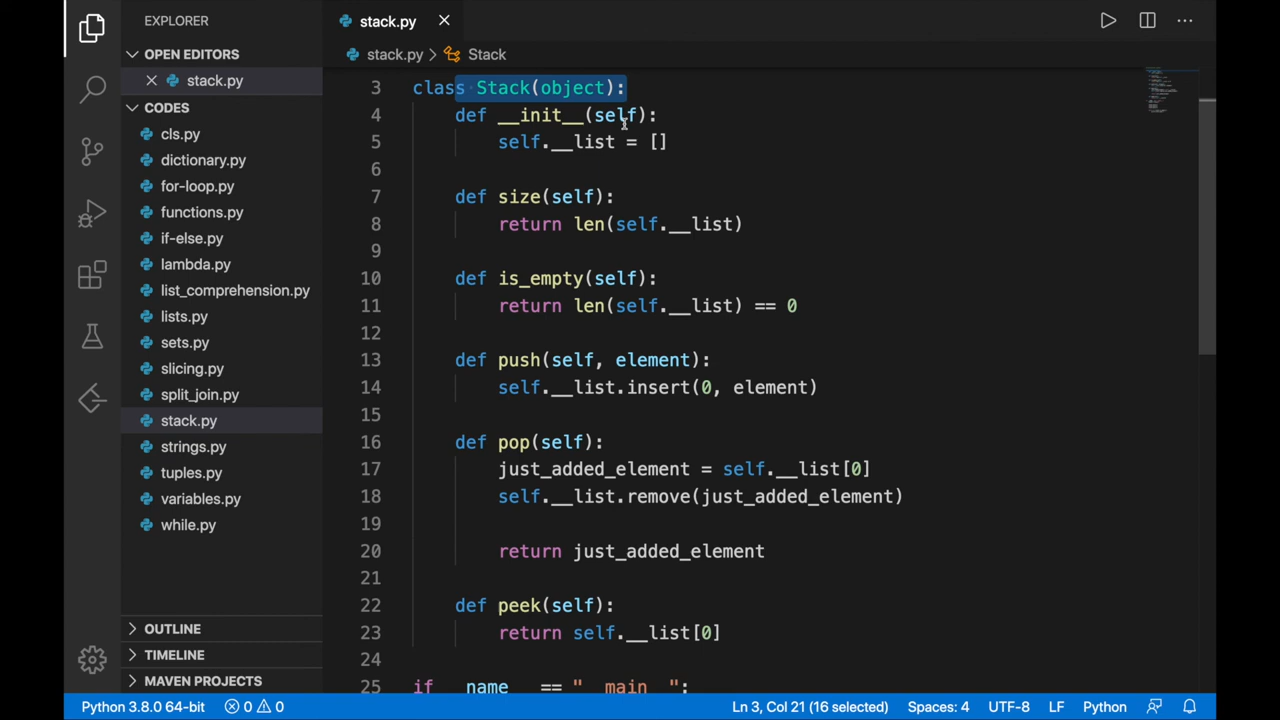 EXPLORER
OPEN EDITORS
stack.py
CODES
cls.py
dictionary.py
for-loop.py
functions.py
if-else.py
lambda.py
list_comprehension.py
lists.py
sets.py
slicing.py
split_join.py
stack.py
strings.py
tuples.py
variables.py
while.py
OUTLINE
TIMELINE
MAVEN PROJECTS
stack.py
stack.py > Stack
3 class Stack(object):
4 def __init__(self):
5 self.__list = []
6
7 def size(self):
8 return len(self.__list)
9
10 def is_empty(self):
11 return len(self.__list) == 0
12
13 def push(self, element):
14 self.__list.insert(0, element)
15
16 def pop(self):
17 just_added_element = self.__list[0]
18 self.__list.remove(just_added_element)
19
20 return just_added_element
21
22 def peek(self):
23 return self.__list[0]
24
25 if __name__ == "__main__":
Python 3.8.0 64-bit 0 0 Ln 3, Col 21 (16 selected) Spaces: 4 UTF-8 LF Python